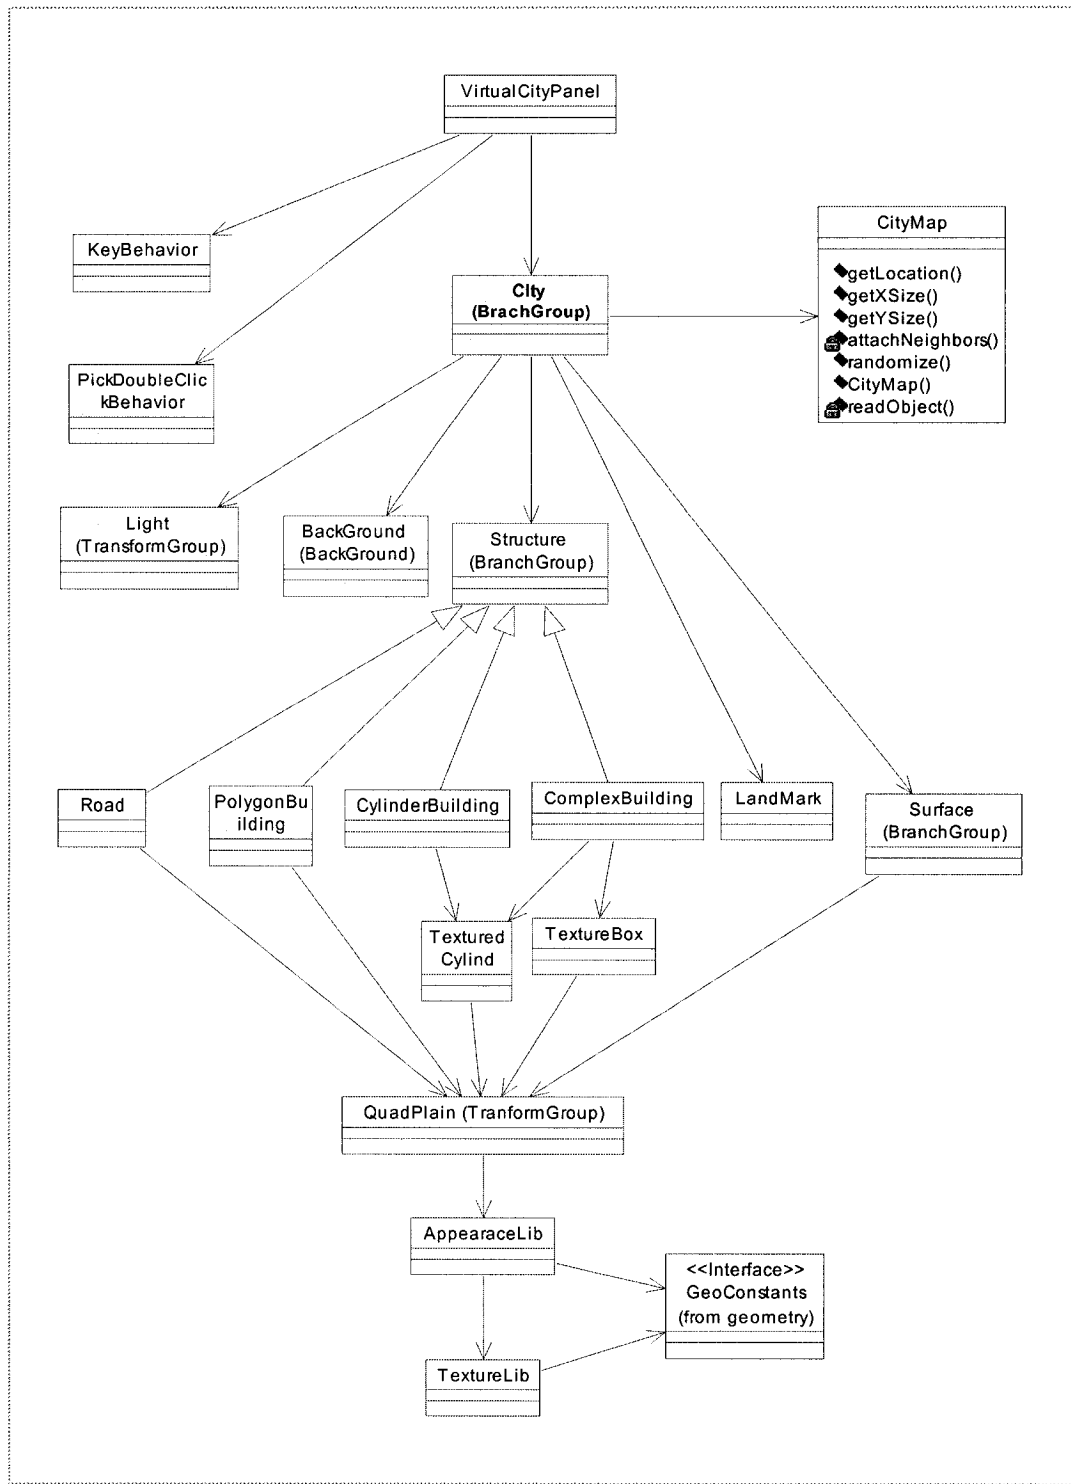 VirtualCityPanel
KeyBehavior
CityMap
getLocation()
getXSize()
getYSize()
attachNeighbors()
randomize()
CityMap()
readObject()
CIty
(BrachGroup)
PickDoubleClic
kBehavior
Light
(TransformGroup)
BackGround
(BackGround)
Structure
(BranchGroup)
Road
PolygonBu
ilding
CylinderBuilding
ComplexBuilding
LandMark
Surface
(BranchGroup)
Textured
Cylind
TextureBox
QuadPlain (TranformGroup)
AppearaceLib
<<Interface>>
GeoConstants
(from geometry)
TextureLib